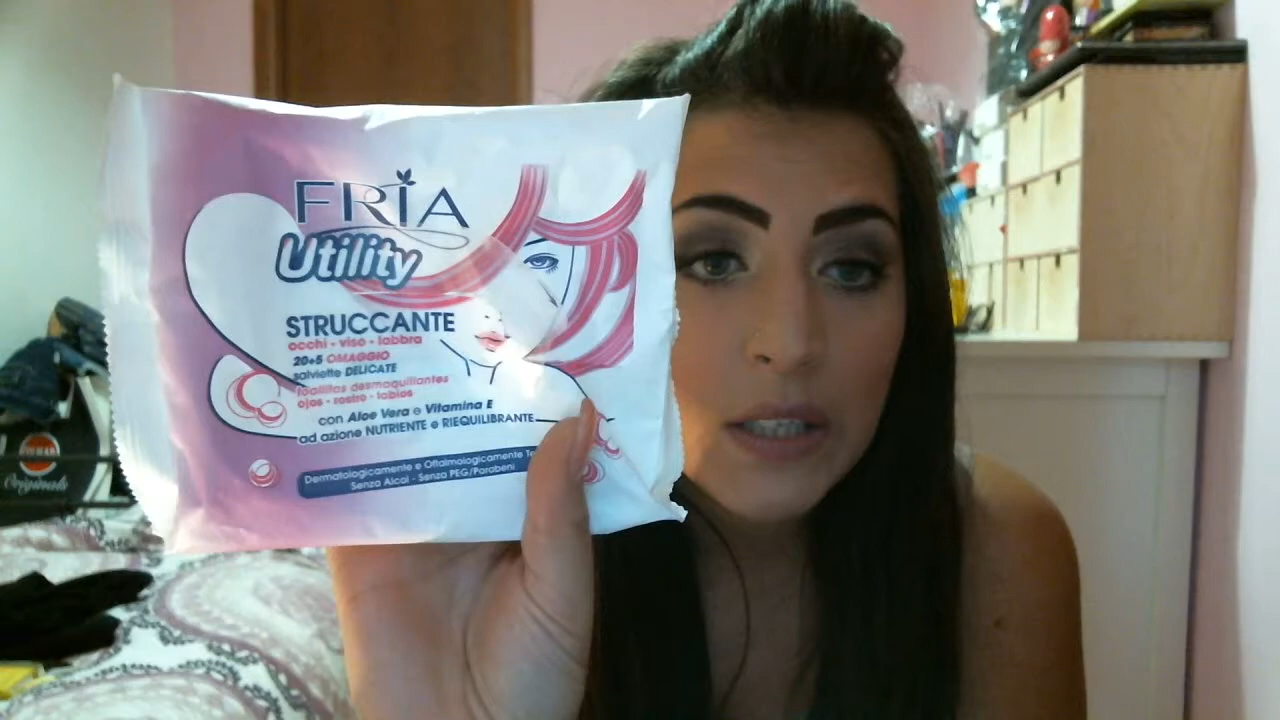 FRIA
Utility
STRUCCANTE
occhi - viso - labbra
20+5 OMAGGIO
salviette DELICATE
toallitas desmaquillantes
ojos - rostro - labios
con Aloe Vera e Vitamina E
ad azione NUTRIENTE e RIEQUILIBRANTE
Dermatologicamente e Oftalmologicamente
Senza Alcol - Senza PEG/Parabeni
Originals